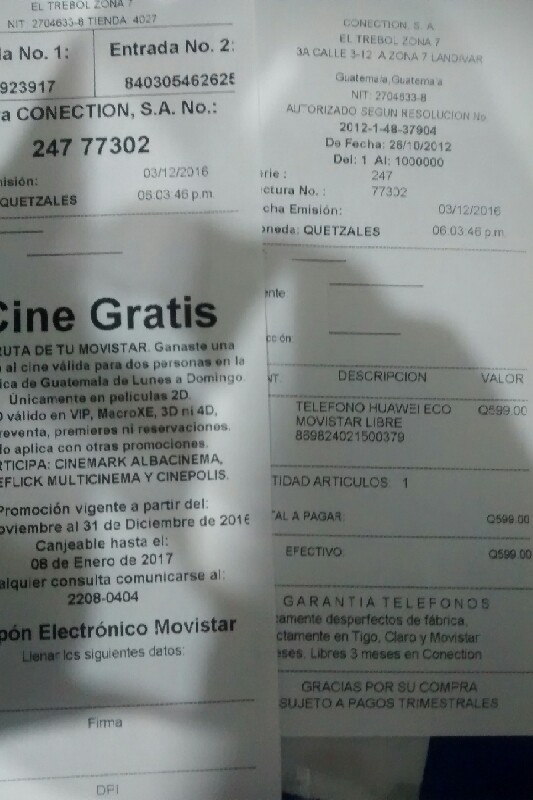 EL TREBOL ZONA 7
NIT 2704633-8 TIENDA 4027
da No. 1:
Entrada No. 2:
923917
84030546262
a CONECTION, S.A. No.:
247 77302
misión: 03/12/2016
QUETZALES 06:03:46 p.m.
Cine Gratis
RUTA DE TU MOVISTAR. Ganaste una
al cine válida para dos personas en la
ica de Guatemala de Lunes a Domingo.
Únicamente en películas 2D.
válido en VIP, MacroXE, 3D ni 4D,
reventa, premieres ni reservaciones.
lo aplica con otras promociones.
RTICIPA: CINEMARK ALBACINEMA,
EFLICK MULTICINEMA Y CINEPOLIS.
Promoción vigente a partir del:
oviembre al 31 de Diciembre de 2016
Canjeable hasta el:
08 de Enero de 2017
alquier consulta comunicarse al:
2208-0404
pón Electrónico Movistar
Llenar los siguientes datos:
Firma
DPI
CONECTION, S. A.
EL TREBOL ZONA 7
3A CALLE 3-12 A ZONA 7 LANDIVAR
Guatemala,Guatemala
NIT: 2704633-8
AUTORIZADO SEGUN RESOLUCION No
2012-1-48-37904
De Fecha: 28/10/2012
Del: 1 Al: 1000000
rie : 247
ctura No. : 77302
cha Emisión: 03/12/2016
oneda: QUETZALES 06:03:46 p.m.
ente
cción:
NT. DESCRIPCION VALOR
TELEFONO HUAWEI ECO Q599.00
MOVISTAR LIBRE
859824021500379
TIDAD ARTICULOS: 1
TAL A PAGAR: Q599.00
EFECTIVO: Q599.00
GARANTIA TELEFONOS
amente desperfectos de fábrica,
ctamente en Tigo, Claro y Movistar
eses. Libres 3 meses en Conection
GRACIAS POR SU COMPRA
SUJETO A PAGOS TRIMESTRALES